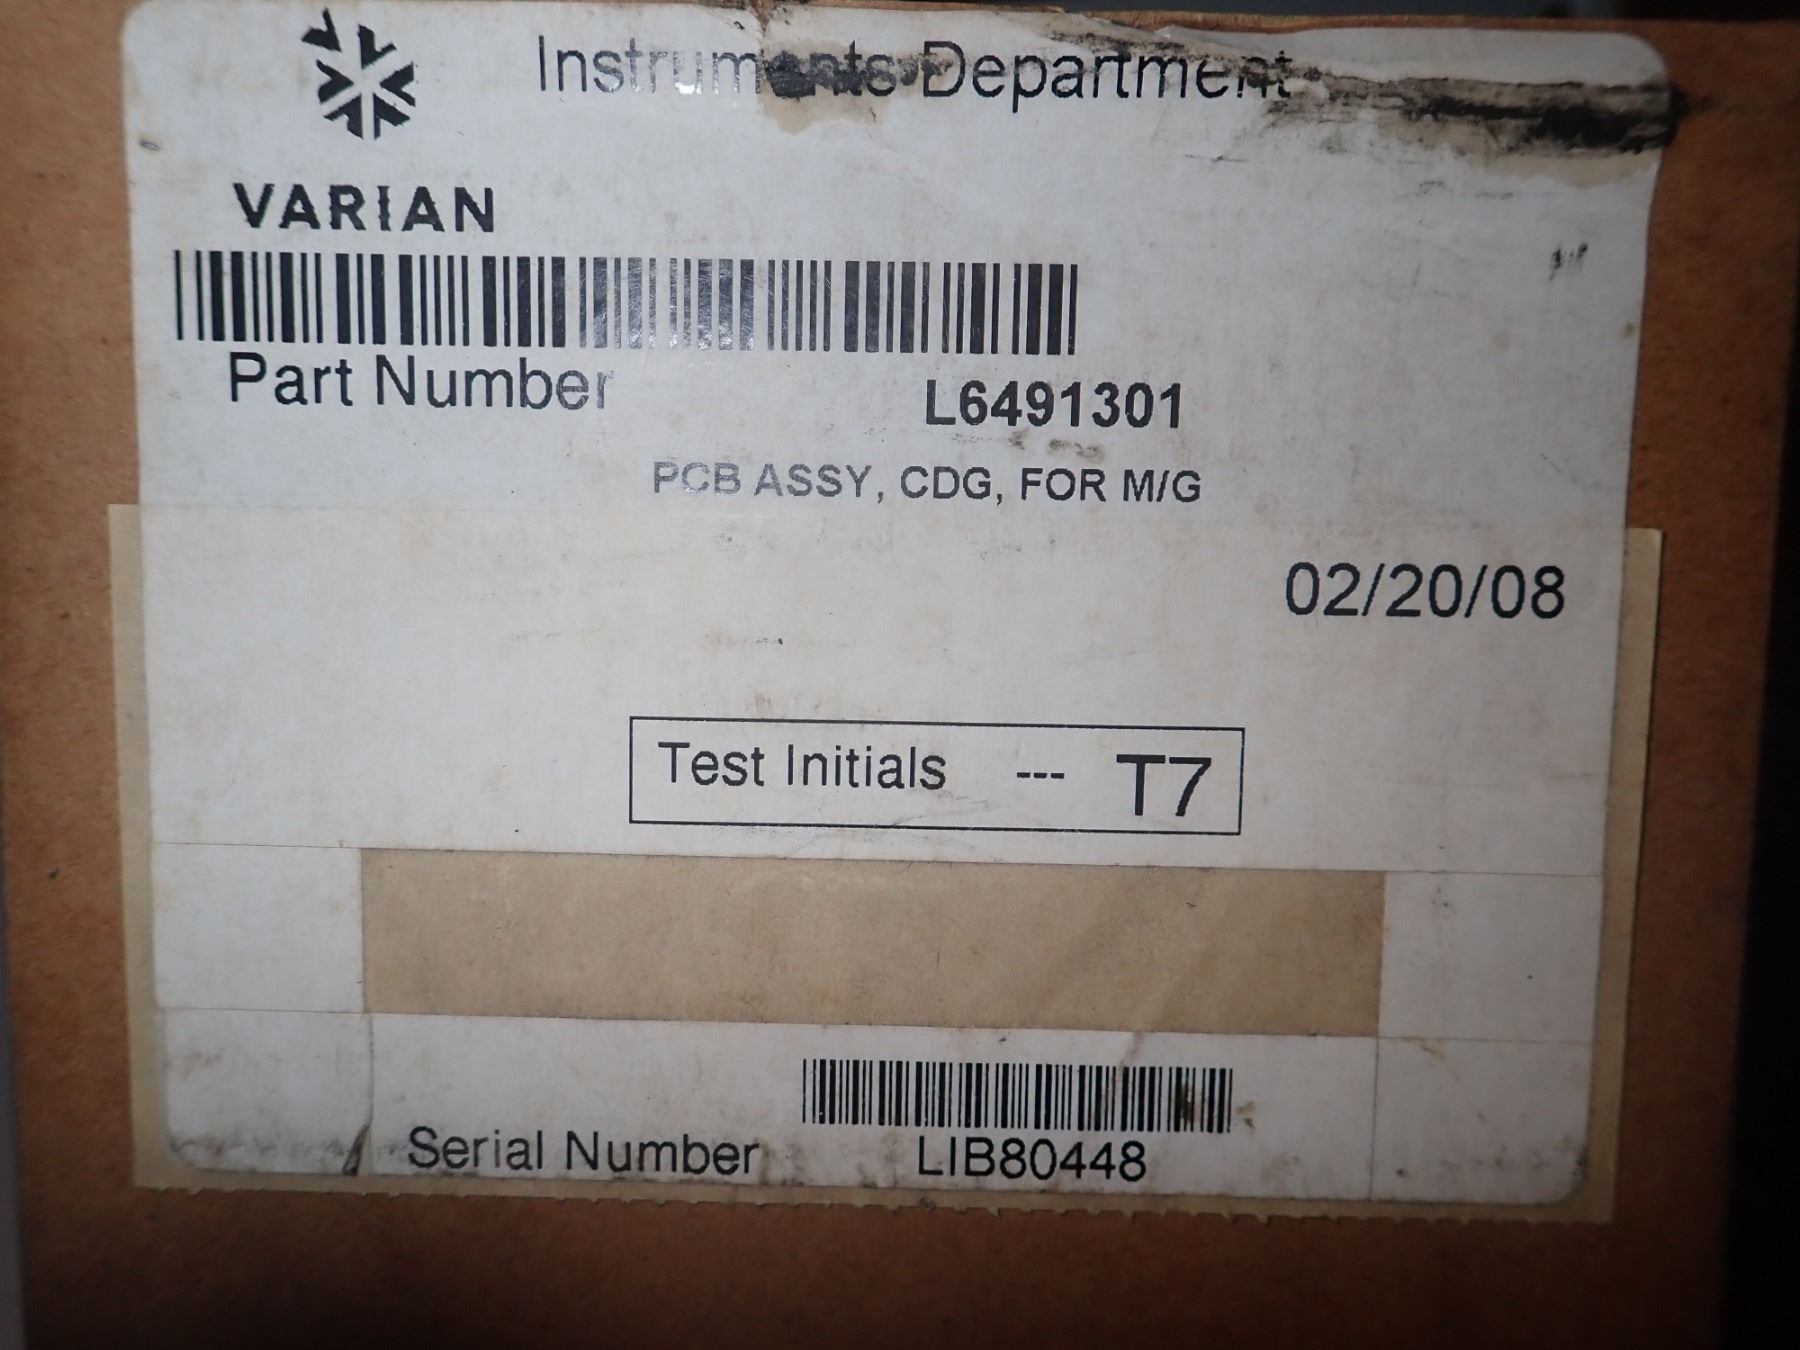 Instruments Department
VARIAN
Part Number L6491301
PCB ASSY, CDG, FOR M/G
02/20/08
Test Initials --- T7
Serial Number LIB80448